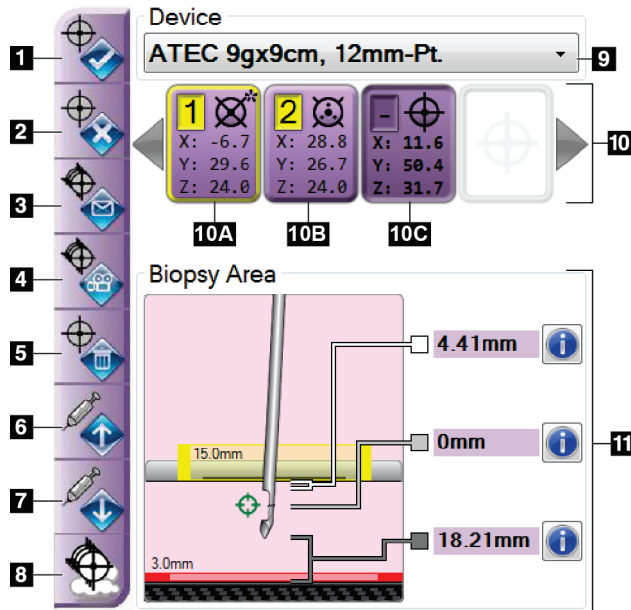 Device
1
ATEC 9gx9cm, 12mm-Pt.
9
2
1
X: -6.7
Y: 29.6
Z: 24.0
2
X: 28.8
Y: 26.7
Z: 24.0
-
X: 11.6
Y: 50.4
Z: 31.7
10
3
10A
10B
10C
4
Biopsy Area
5
4.41mm
6
15.0mm
0mm
11
7
18.21mm
8
3.0mm